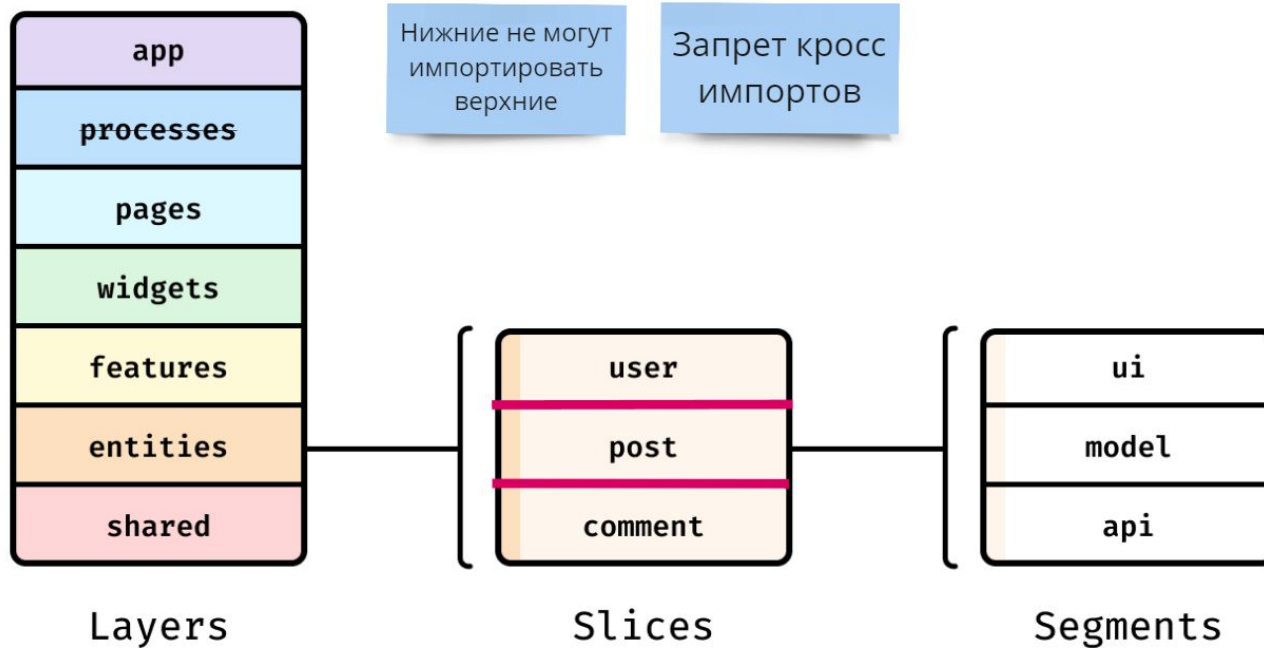 app
processes
pages
widgets
features
entities
shared
Layers
Нижние не могут
импортировать
верхние
Запрет кросс
импортов
user
post
comment
Slices
ui
model
api
Segments